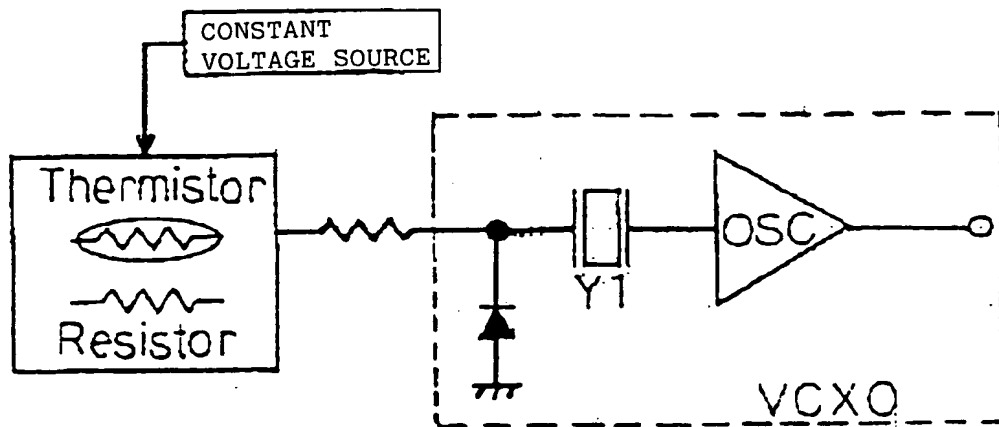 CONSTANT
VOLTAGE SOURCE
Thermistor
Resistor
Y1
OSC
VCXO